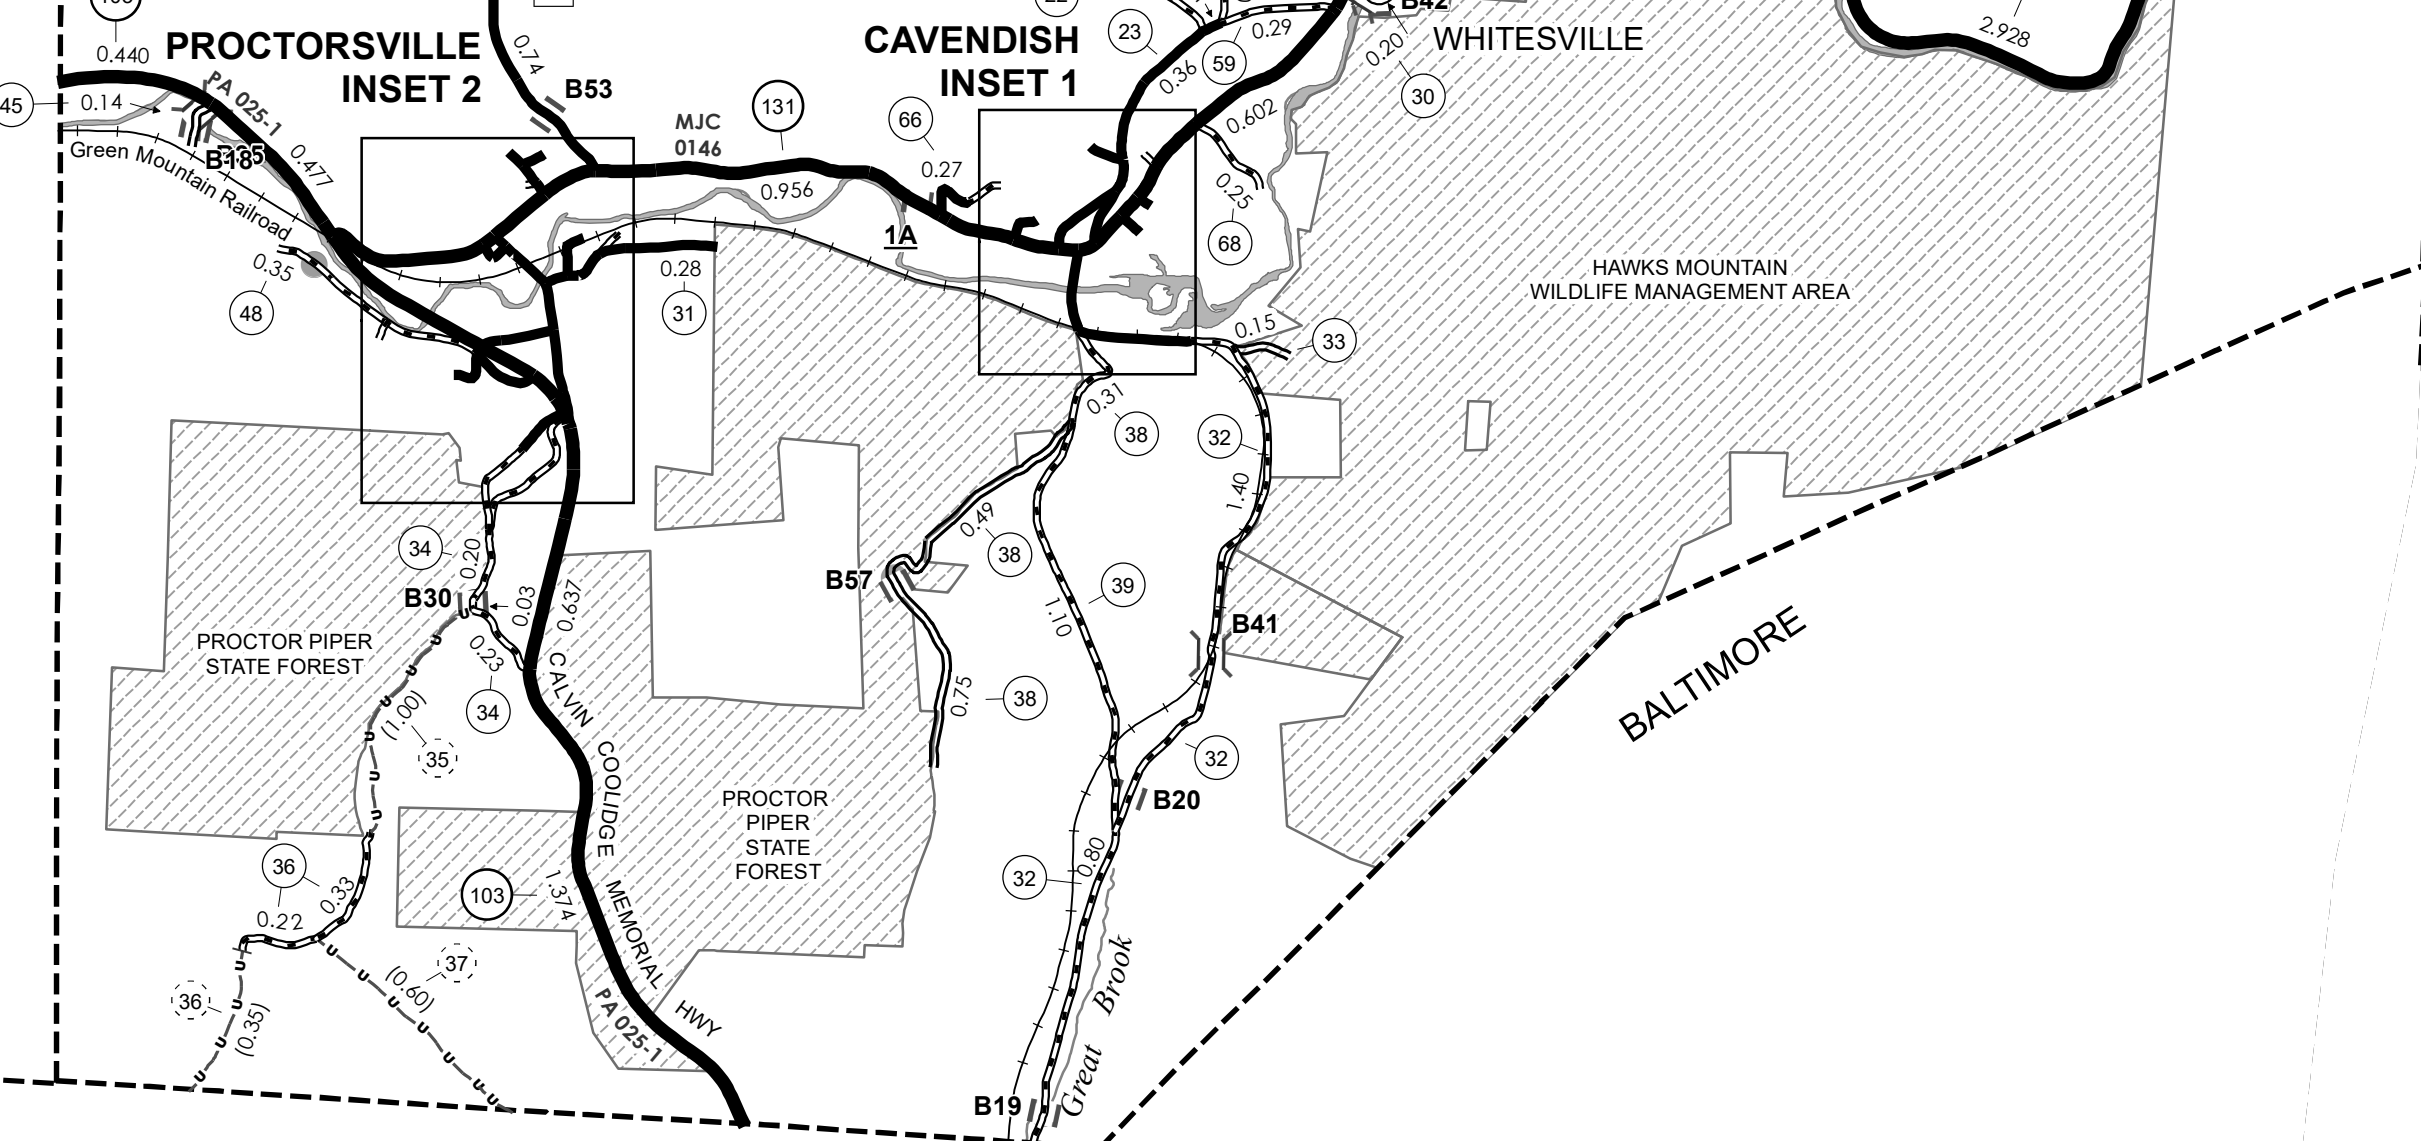 0.440
PROCTORSVILLE
INSET 2
0.74
B53
CAVENDISH
INSET 1
23
0.36
59
0.29
B42
0.20
30
WHITESVILLE
2.928
45
0.14
PA 025-1
B18
0.477
Green Mountain Railroad
MJC
0146
131
66
0.27
0.956
0.602
0.25
68
1A
0.35
48
0.28
31
HAWKS MOUNTAIN
WILDLIFE MANAGEMENT AREA
0.15
33
0.31
38
32
1.40
0.49
38
34
0.20
B30
0.03
0.637
B57
39
1.10
B41
PROCTOR PIPER
STATE FOREST
0.23
34
(1.00)
35
0.75
38
BALTIMORE
32
B20
CALVIN
COOLIDGE
MEMORIAL
HWY
PROCTOR
PIPER
STATE
FOREST
36
0.33
0.22
103
1.374
32
0.80
37
(0.60)
36
(0.35)
PA 025-1
Great Brook
B19